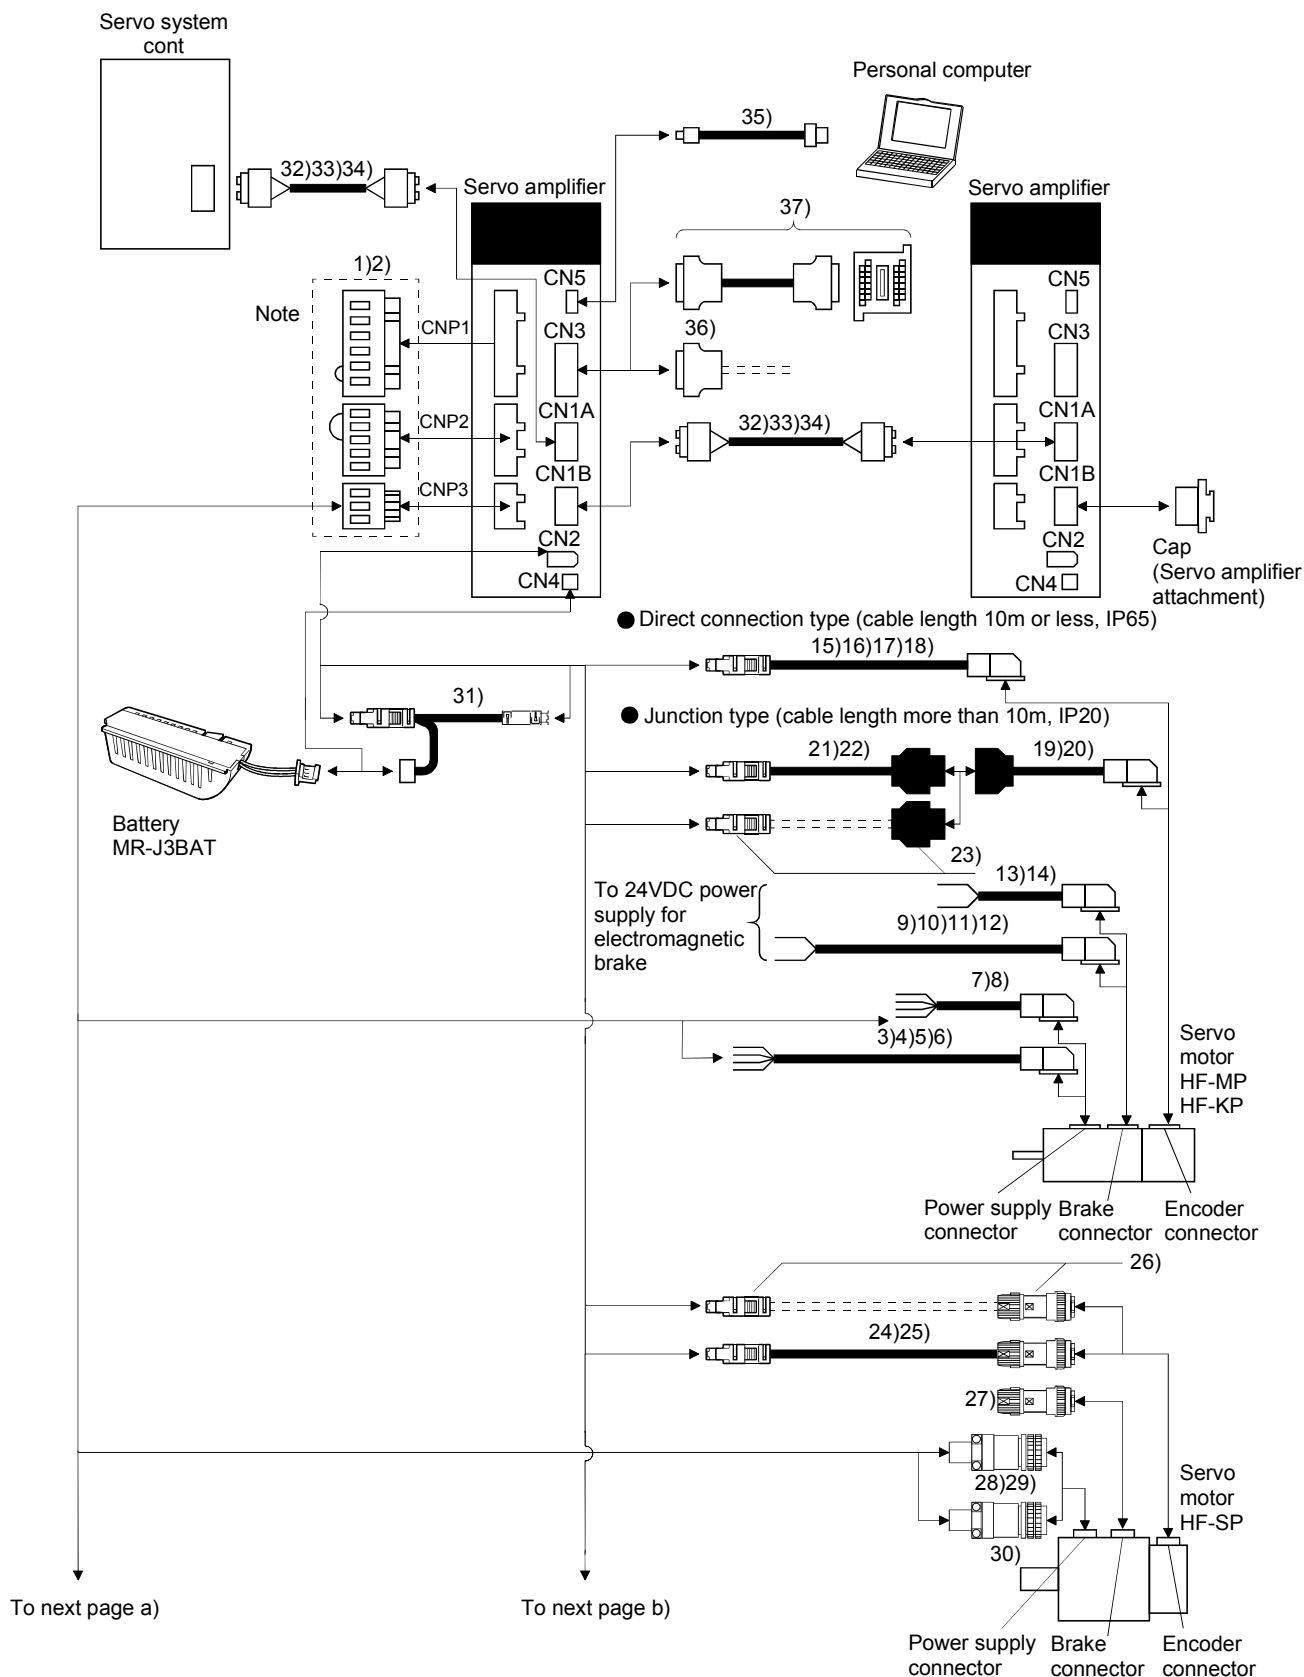 Servo system
cont
Personal computer
35)
32)33)34)
Servo amplifier
Servo amplifier
37)
1)2)
CN5
CN5
Note
CNP1
CN3
36)
CN3
CNP2
CN1A
32)33)34)
CN1A
CNP3
CN1B
CN1B
CN2
CN2
CN4
CN4
Cap
(Servo amplifier
attachment)
● Direct connection type (cable length 10m or less, IP65)
15)16)17)18)
31)
● Junction type (cable length more than 10m, IP20)
21)22)
19)20)
Battery
MR-J3BAT
23)
To 24VDC power
supply for
electromagnetic
brake
13)14)
9)10)11)12)
7)8)
3)4)5)6)
Servo
motor
HF-MP
HF-KP
Power supply
connector
Brake
connector
Encoder
connector
26)
24)25)
27)
28)29)
30)
Servo
motor
HF-SP
To next page a)
To next page b)
Power supply
connector
Brake
connector
Encoder
connector